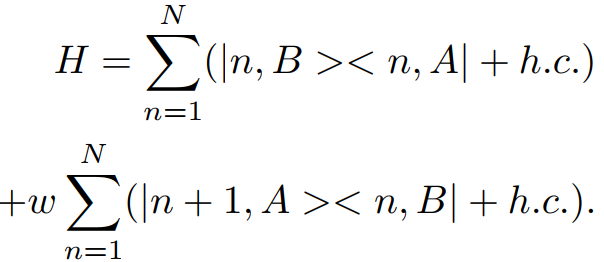 H = \sum_{n=1}^{N} (|n, B >< n, A| + h.c.)
+w \sum_{n=1}^{N} (|n + 1, A >< n, B| + h.c.).